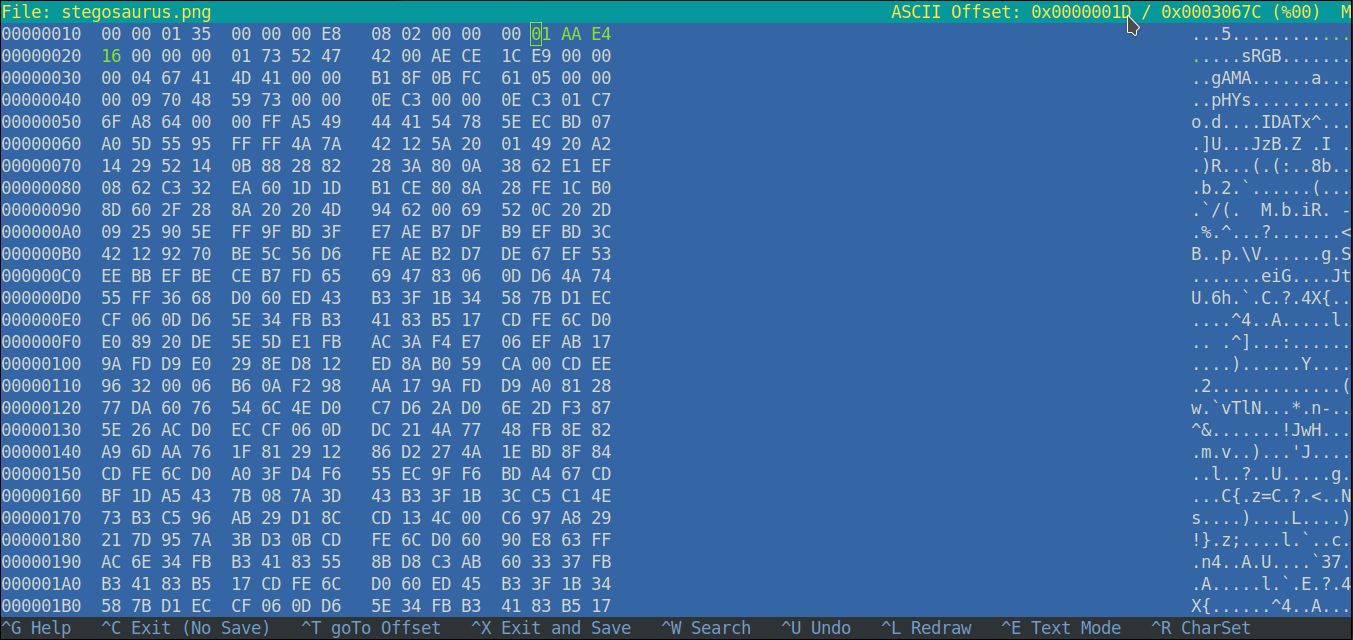 File: stegosaurus.png ASCII Offset: 0x0000001D / 0x0003067C (%00) M
00000010 00 00 01 35 00 00 00 E8 08 02 00 00 00 01 AA E4 ...5............
00000020 16 00 00 00 01 73 52 47 42 00 AE CE 1C E9 00 00 .....sRGB.......
00000030 00 04 67 41 4D 41 00 00 B1 8F 0B FC 61 05 00 00 ..gAMA......a...
00000040 00 09 70 48 59 73 00 00 0E C3 00 00 0E C3 01 C7 ..pHYs..........
00000050 6F A8 64 00 00 FF A5 49 44 41 54 78 5E EC BD 07 o.d....IDATx^...
00000060 A0 5D 55 95 FF FF 4A 7A 42 12 5A 20 01 49 20 A2 .]U...JzB.Z .I .
00000070 14 29 52 14 0B 88 28 82 28 3A 80 0A 38 62 E1 EF .)R...(.(:..8b..
00000080 08 62 C3 32 EA 60 1D 1D B1 CE 80 8A 28 FE 1C B0 .b.2.`......(...
00000090 8D 60 2F 28 8A 20 20 4D 94 62 00 69 52 0C 20 2D .`/(.  M.b.iR. -
000000A0 09 25 90 5E FF 9F BD 3F E7 AE B7 DF B9 EF BD 3C .%.^...?.......<
000000B0 42 12 92 70 BE 5C 56 D6 FE AE B2 D7 DE 67 EF 53 B..p.\V......g.S
000000C0 EE BB EF BE CE B7 FD 65 69 47 83 06 0D D6 4A 74 .......eiG....Jt
000000D0 55 FF 36 68 D0 60 ED 43 B3 3F 1B 34 58 7B D1 EC U.6h.`.C.?.4X{..
000000E0 CF 06 0D D6 5E 34 FB B3 41 83 B5 17 CD FE 6C D0 ....^4..A.....l.
000000F0 E0 89 20 DE 5E 5D E1 FB AC 3A F4 E7 06 EF AB 17 .. .^]...:......
00000100 9A FD D9 E0 29 8E D8 12 ED 8A B0 59 CA 00 CD EE ....)......Y....
00000110 96 32 00 06 B6 0A F2 98 AA 17 9A FD D9 A0 81 28 .2.............(
00000120 77 DA 60 76 54 6C 4E D0 C7 D6 2A D0 6E 2D F3 87 w.`vTlN...*.n-..
00000130 5E 26 AC D0 EC CF 06 0D DC 21 4A 77 48 FB 8E 82 ^&.......!JwH...
00000140 A6 6D AA 76 1F 81 29 12 86 D2 27 4A 1E BD 8F 84 .m.v..)...'J....
00000150 CD FE 6C D0 A0 3F D4 F6 55 EC 9F F6 BD A4 67 CD ..l..?..U.....g.
00000160 BF 1D A5 43 7B 08 7A 3D 43 B3 3F 1B 3C C5 C1 4E ...C{.z=C.?.<..N
00000170 73 B3 C5 96 AB 29 D1 8C CD 13 4C 00 C6 97 A8 29 s....)....L....)
00000180 21 7D 95 7A 3B D3 0B CD FE 6C D0 60 90 E8 63 FF !}.z;....l.`..c.
00000190 AC 6E 34 FB B3 41 83 55 8B D8 C3 AB 60 33 37 FB .n4..A.U....`37.
000001A0 B3 41 83 B5 17 CD FE 6C D0 60 ED 45 B3 3F 1B 34 .A.....l.`.E.?.4
000001B0 58 7B D1 EC CF 06 0D D6 5E 34 FB B3 41 83 B5 17 X{......^4..A...
^G Help ^C Exit (No Save) ^T goTo Offset ^X Exit and Save ^W Search ^U Undo ^L Redraw ^E Text Mode ^R CharSet